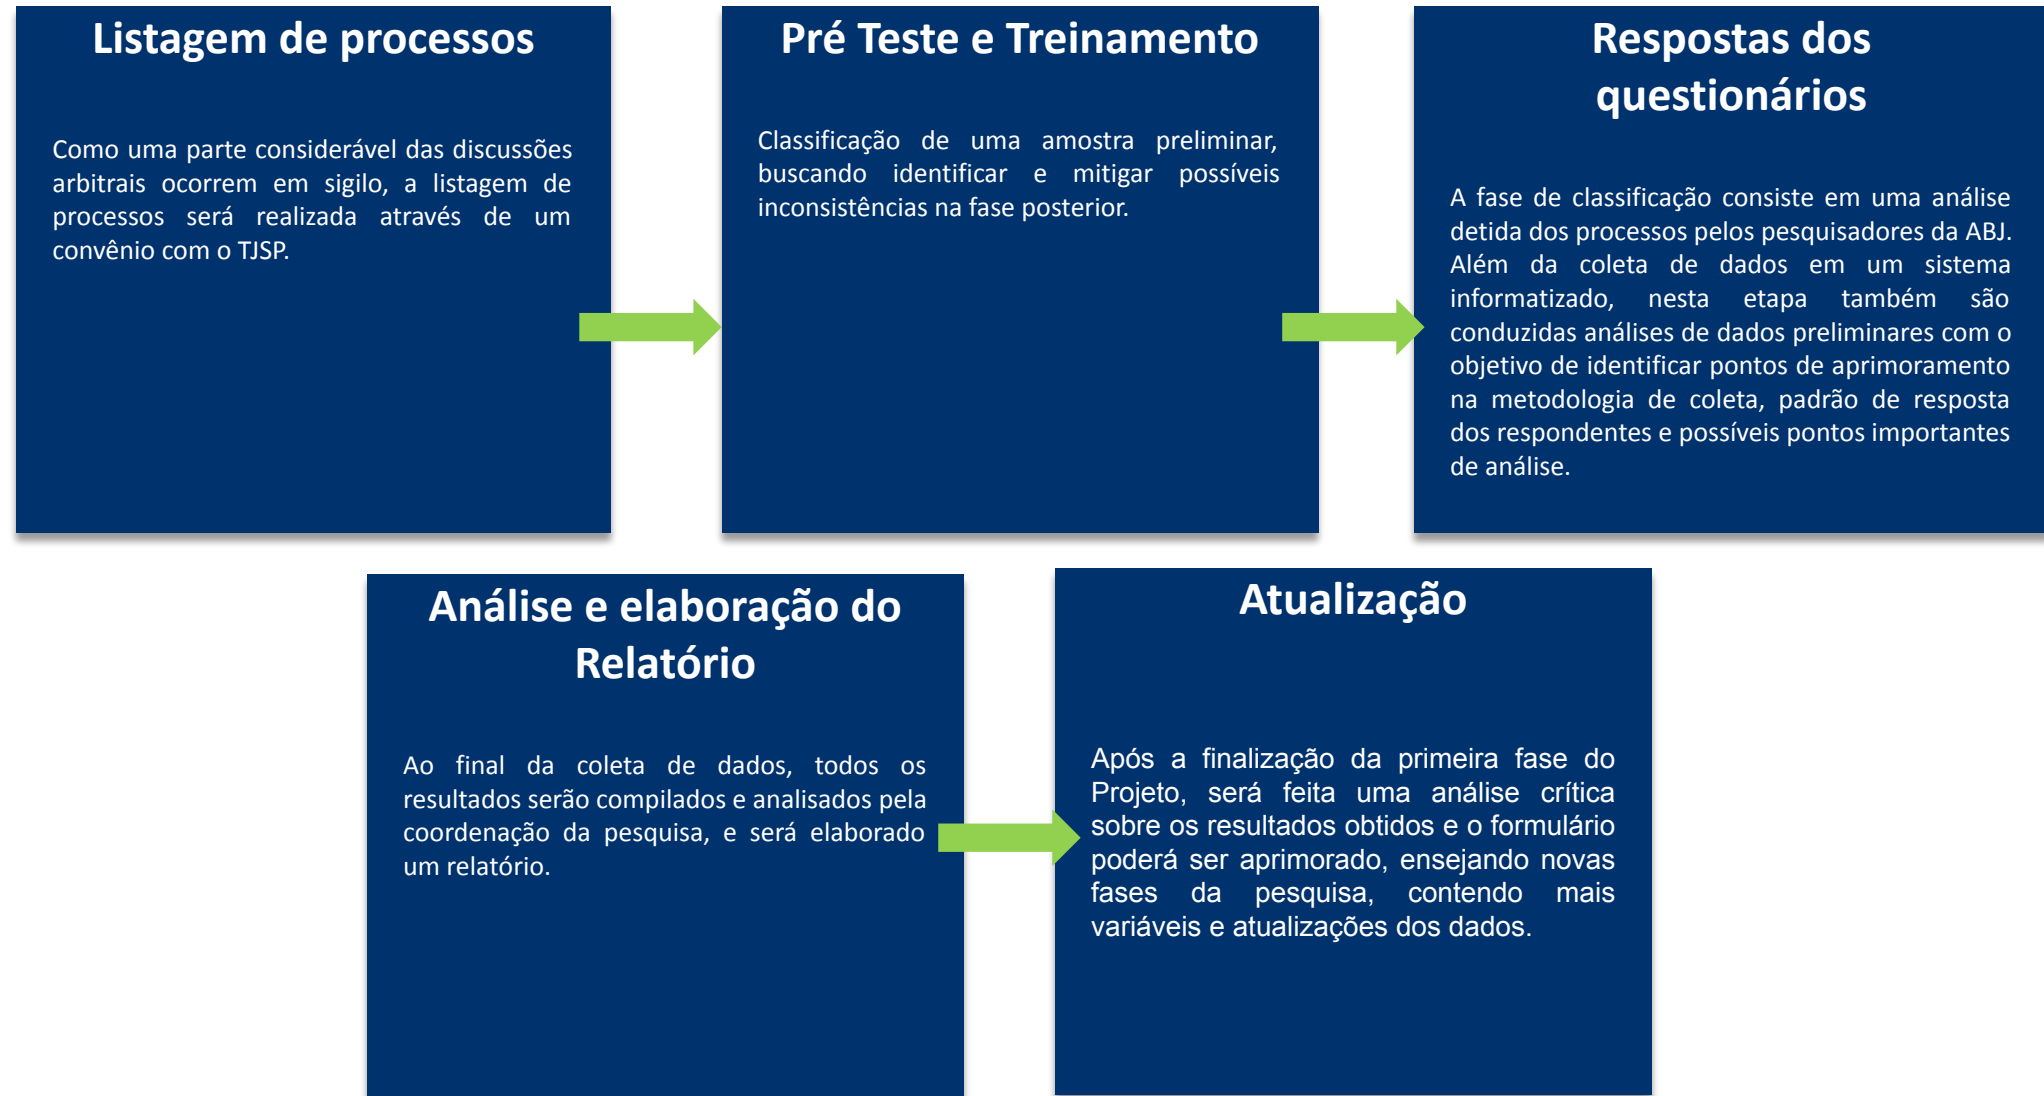 Listagem de processos
Como uma parte considerável das discussões
arbitrais ocorrem em sigilo, a listagem de
processos será realizada através de um
convênio com o TJSP.
Pré Teste e Treinamento
Classificação de uma amostra preliminar,
buscando identificar e mitigar possíveis
inconsistências na fase posterior.
Respostas dos
questionários
A fase de classificação consiste em uma análise
detida dos processos pelos pesquisadores da ABJ.
Além da coleta de dados em um sistema
informatizado, nesta etapa também são
conduzidas análises de dados preliminares com o
objetivo de identificar pontos de aprimoramento
na metodologia de coleta, padrão de resposta
dos respondentes e possíveis pontos importantes
de análise.
Análise e elaboração do
Relatório
Ao final da coleta de dados, todos os
resultados serão compilados e analisados pela
coordenação da pesquisa, e será elaborado
um relatório.
Atualização
Após a finalização da primeira fase do
Projeto, será feita uma análise crítica
sobre os resultados obtidos e o formulário
poderá ser aprimorado, ensejando novas
fases da pesquisa, contendo mais
variáveis e atualizações dos dados.